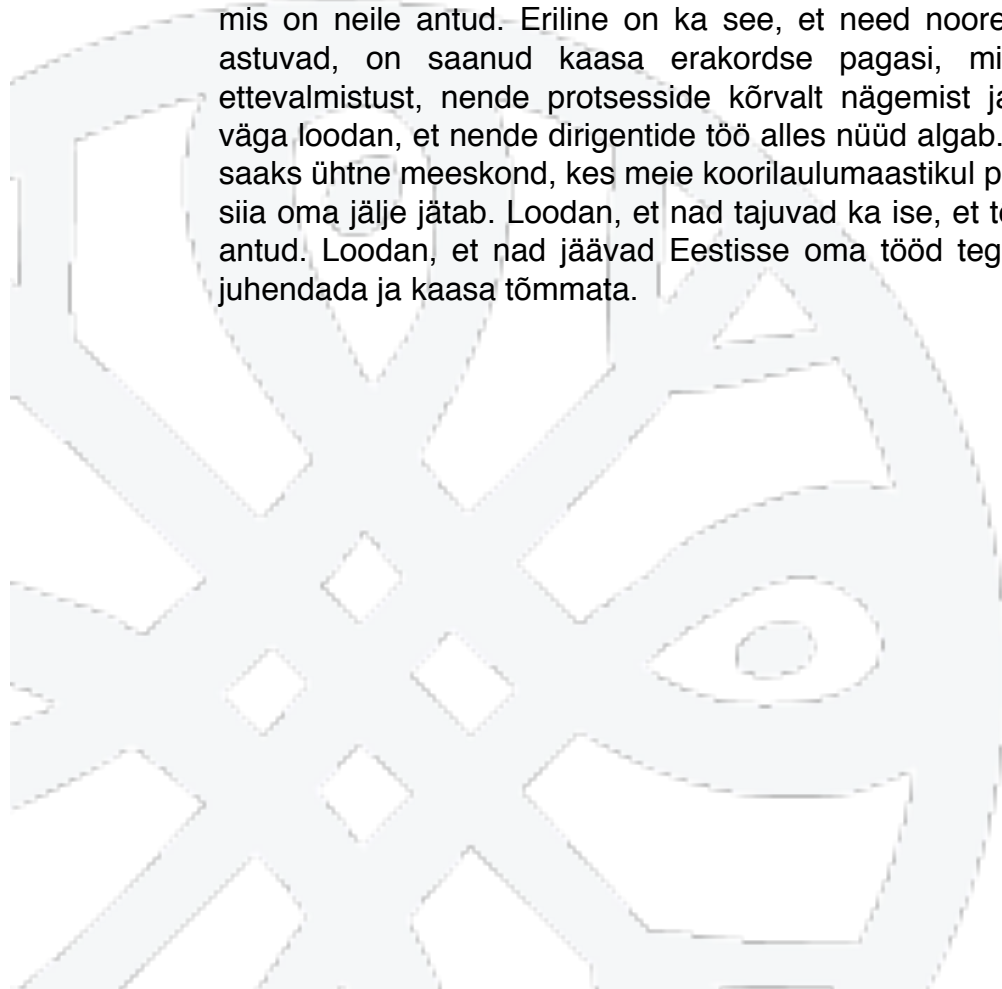 mis on neile antud. Eriline on ka see, et need noore
astuvad, on saanud kaasa erakordse pagasi, mi
ettevalmistust, nende protsesside kõrvalt nägemist ja
väga loodan, et nende dirigentide töö alles nüüd algab.
saaks ühtne meeskond, kes meie koorilaulumaastikul p
siia oma jälje jätab. Loodan, et nad tajuvad ka ise, et te
antud. Loodan, et nad jäävad Eestisse oma tööd teg
juhendada ja kaasa tõmmata.